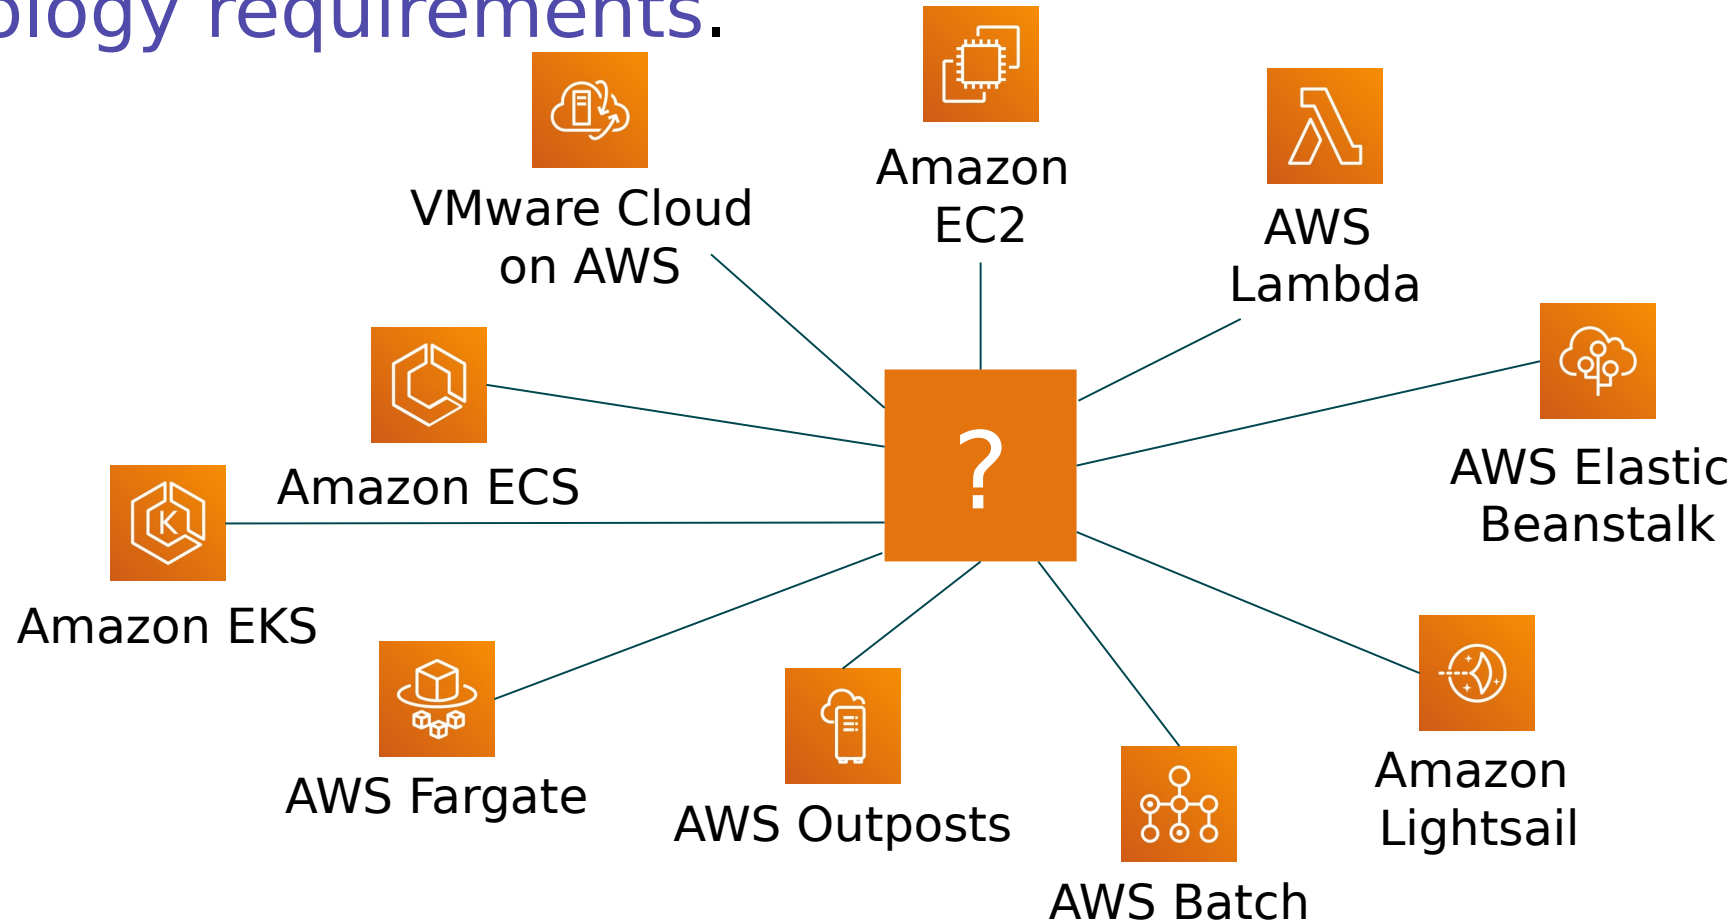 ology requirements.
VMware Cloud
on AWS
Amazon
EC2
AWS
Lambda
Amazon ECS
?
AWS Elastic
Beanstalk
K
Amazon EKS
AWS Fargate
AWS Outposts
Amazon
Lightsail
AWS Batch